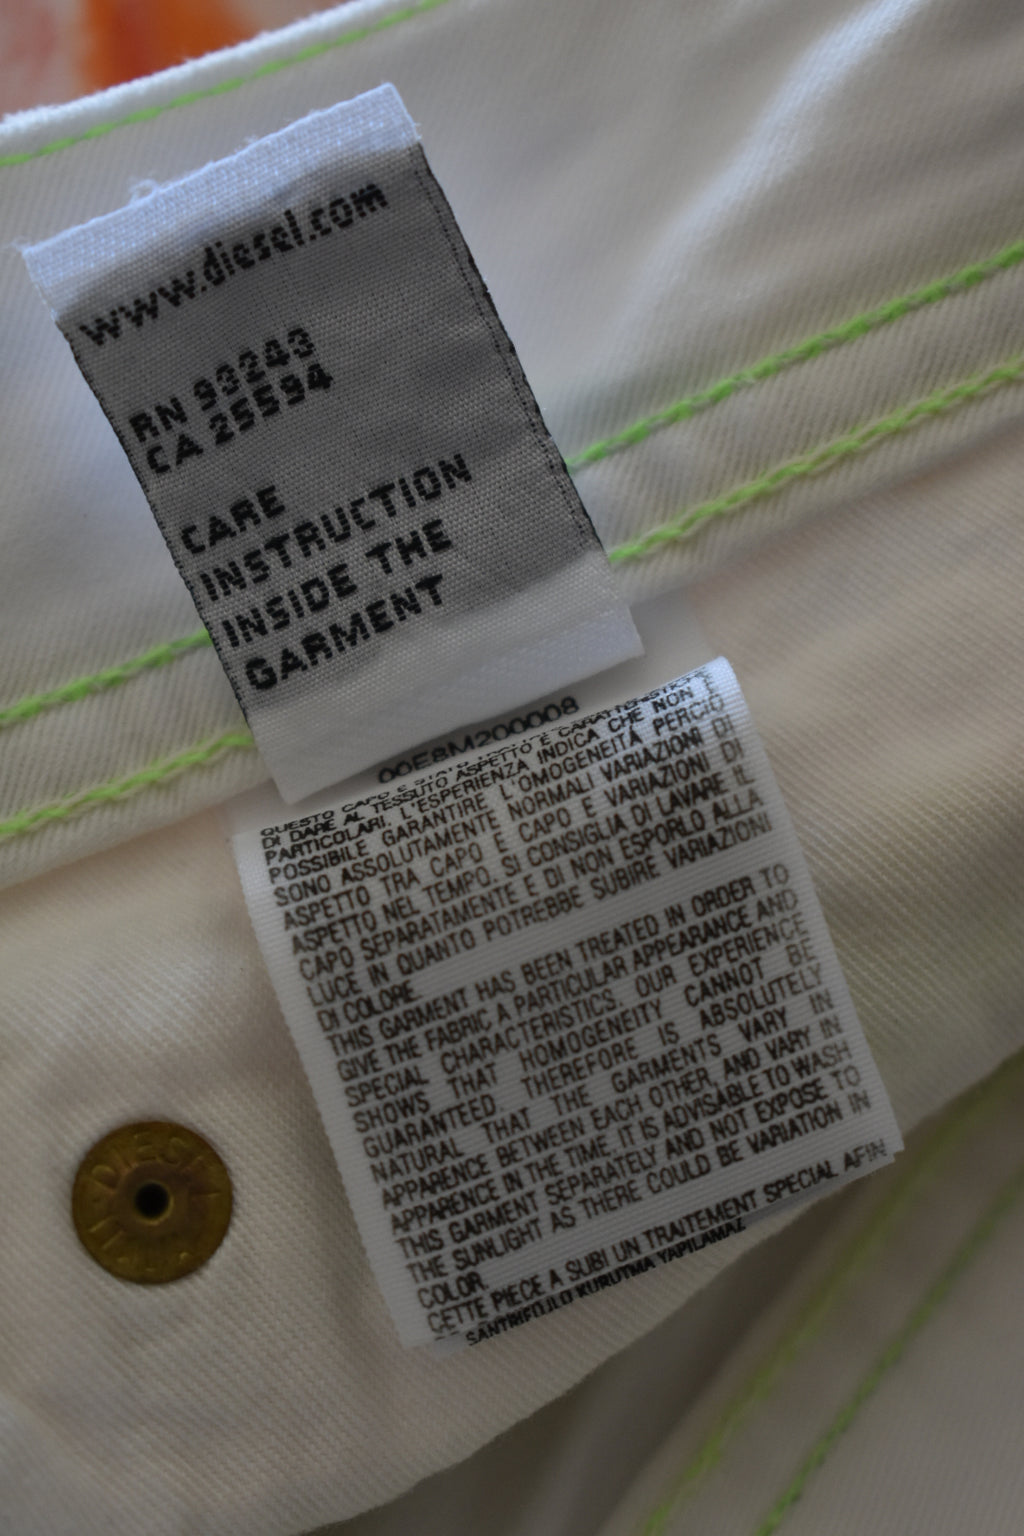 www.diesel.com
RN 93243
CA 25594
CARE
INSTRUCTION
INSIDE THE
GARMENT
00E8M200008
QUESTO CAPO E STATO
DI DARE AL TESSUTO ASPETTO E CARATTERISTICHE
PARTICOLARI. L'ESPERIENZA INDICA CHE NON E
POSSIBILE GARANTIRE L'OMOGENEITÀ PERCIÒ
SONO ASSOLUTAMENTE NORMALI VARIAZIONI DI
ASPETTO TRA CAPO E CAPO E VARIAZIONI DI
ASPETTO NEL TEMPO. SI CONSIGLIA DI LAVARE IL
CAPO SEPARATAMENTE E DI NON ESPORLO ALLA
LUCE IN QUANTO POTREBBE SUBIRE VARIAZIONI
DI COLORE.
THIS GARMENT HAS BEEN TREATED IN ORDER TO
GIVE THE FABRIC A PARTICULAR APPEARANCE AND
SPECIAL CHARACTERISTICS. OUR EXPERIENCE
SHOWS THAT HOMOGENEITY CANNOT BE
GUARANTEED. THEREFORE IS ABSOLUTELY
NATURAL THAT THE GARMENTS VARY IN
APPARENCE BETWEEN EACH OTHER, AND VARY IN
APPARENCE IN THE TIME. IT IS ADVISABLE TO WASH
THIS GARMENT SEPARATELY AND NOT EXPOSE TO
THE SUNLIGHT AS THERE COULD BE VARIATION IN
COLOR.
CETTE PIECE A SUBI UN TRAITEMENT SPECIAL AFIN
SANTRIFÜJLÜ KURUTMA YAPILAMAZ
DIESEL